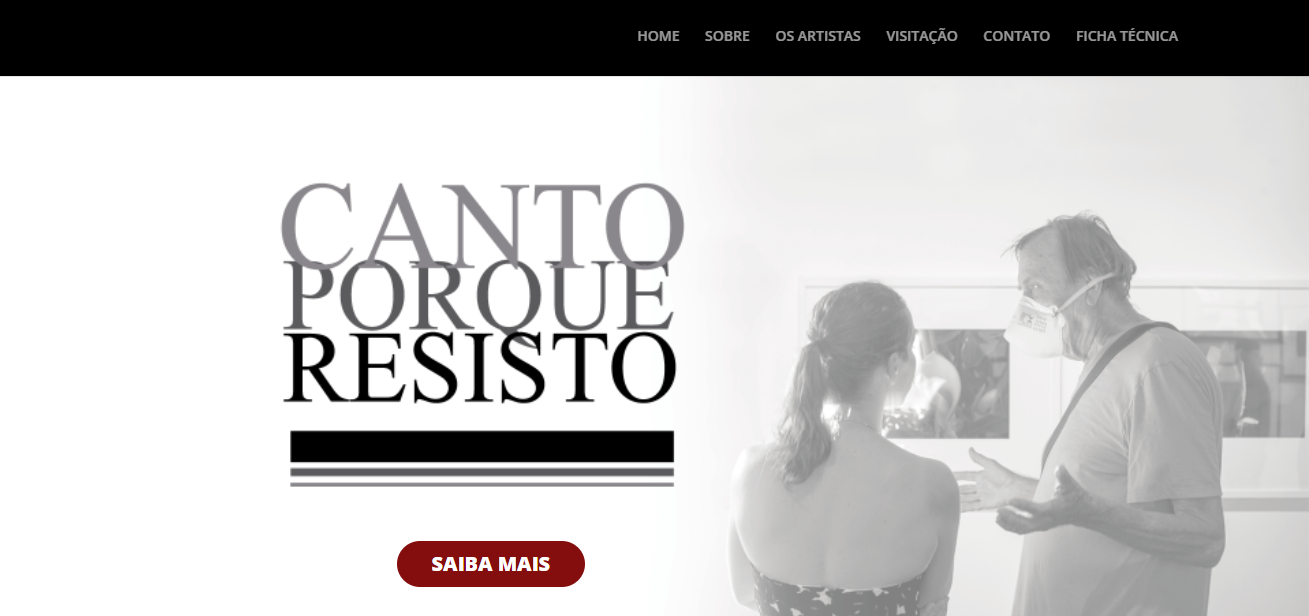 HOME SOBRE OS ARTISTAS VISITAÇÃO CONTATO FICHA TÉCNICA
CANTO
PORQUE
RESISTO
SAIBA MAIS